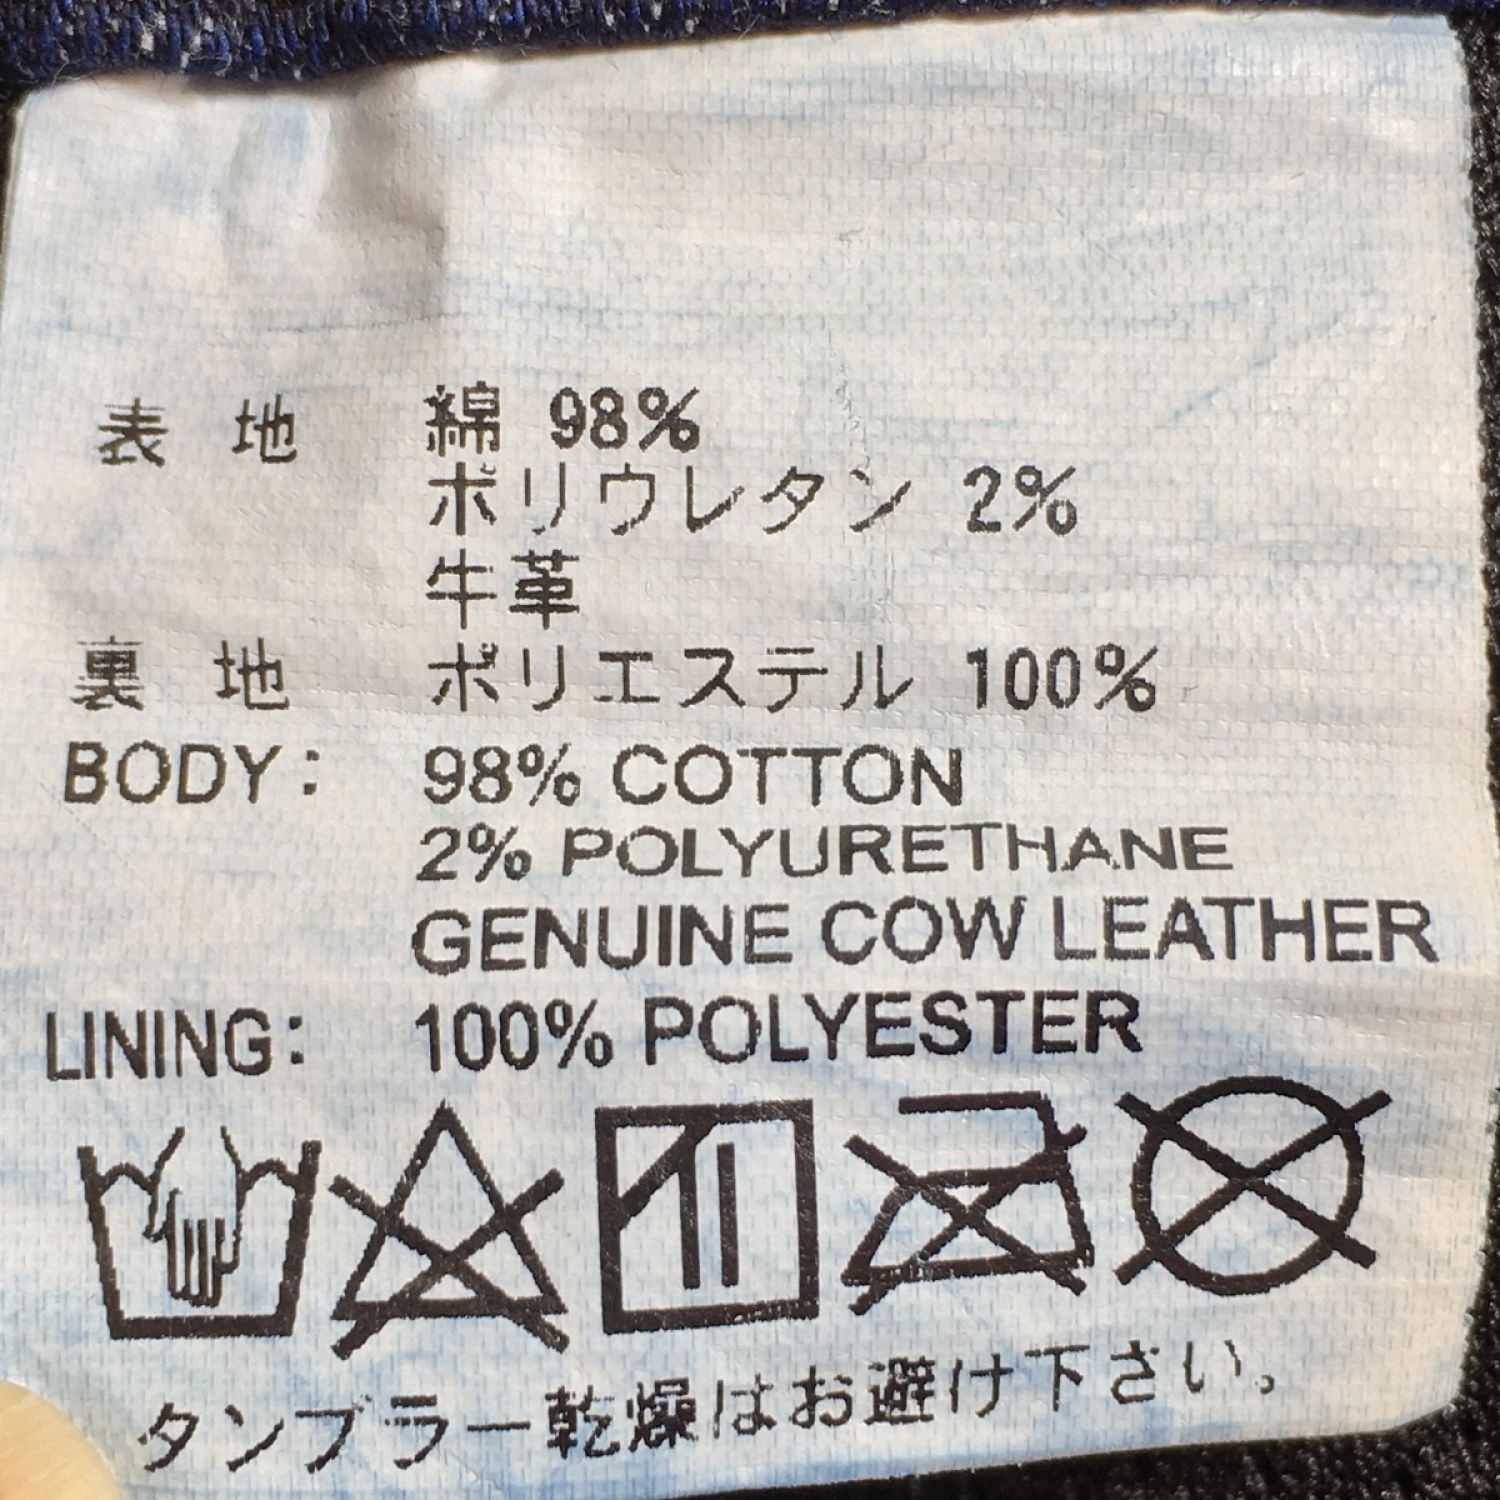 表 地 綿 98%
ポリウレタン 2%
牛革
裏 地 ポリエステル 100%
BODY: 98% COTTON
2% POLYURETHANE
GENUINE COW LEATHER
LINING: 100% POLYESTER
タンブラー乾燥はお避け下さい。